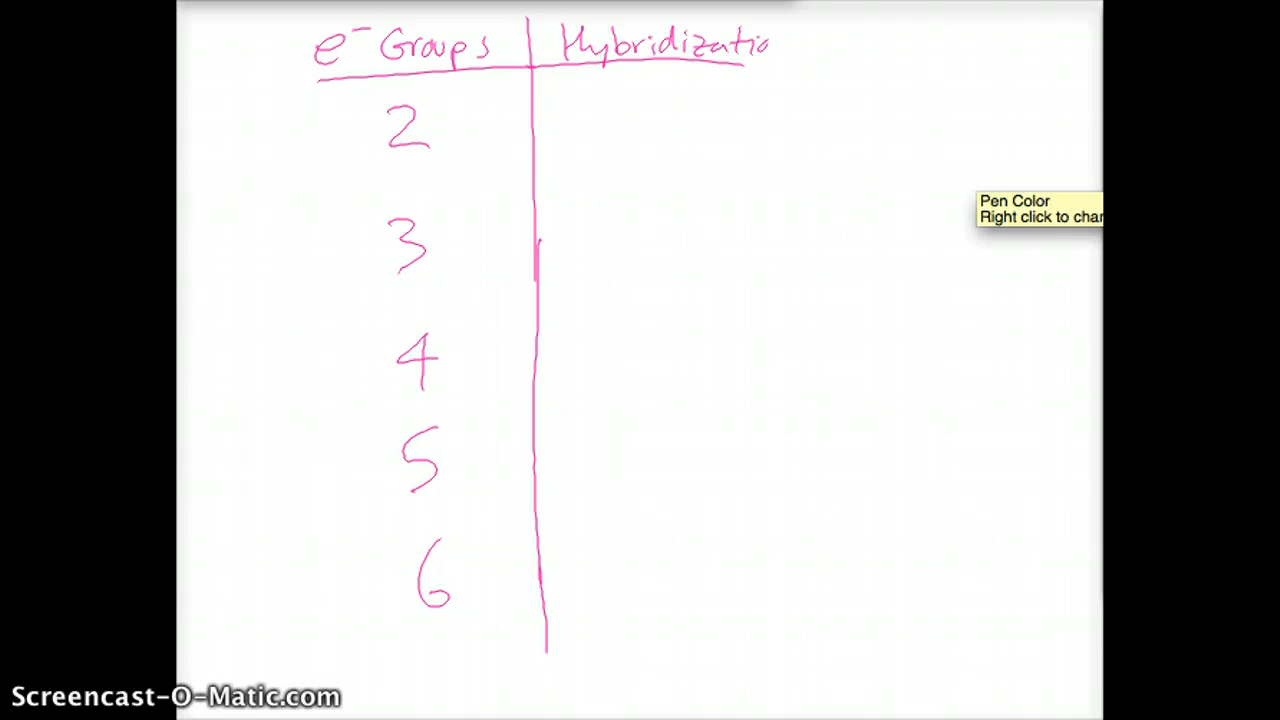 e⁻ Groups Hybridizatio
2
3
4
5
6
Pen Color
Right click to char
Screencast-O-Matic.com